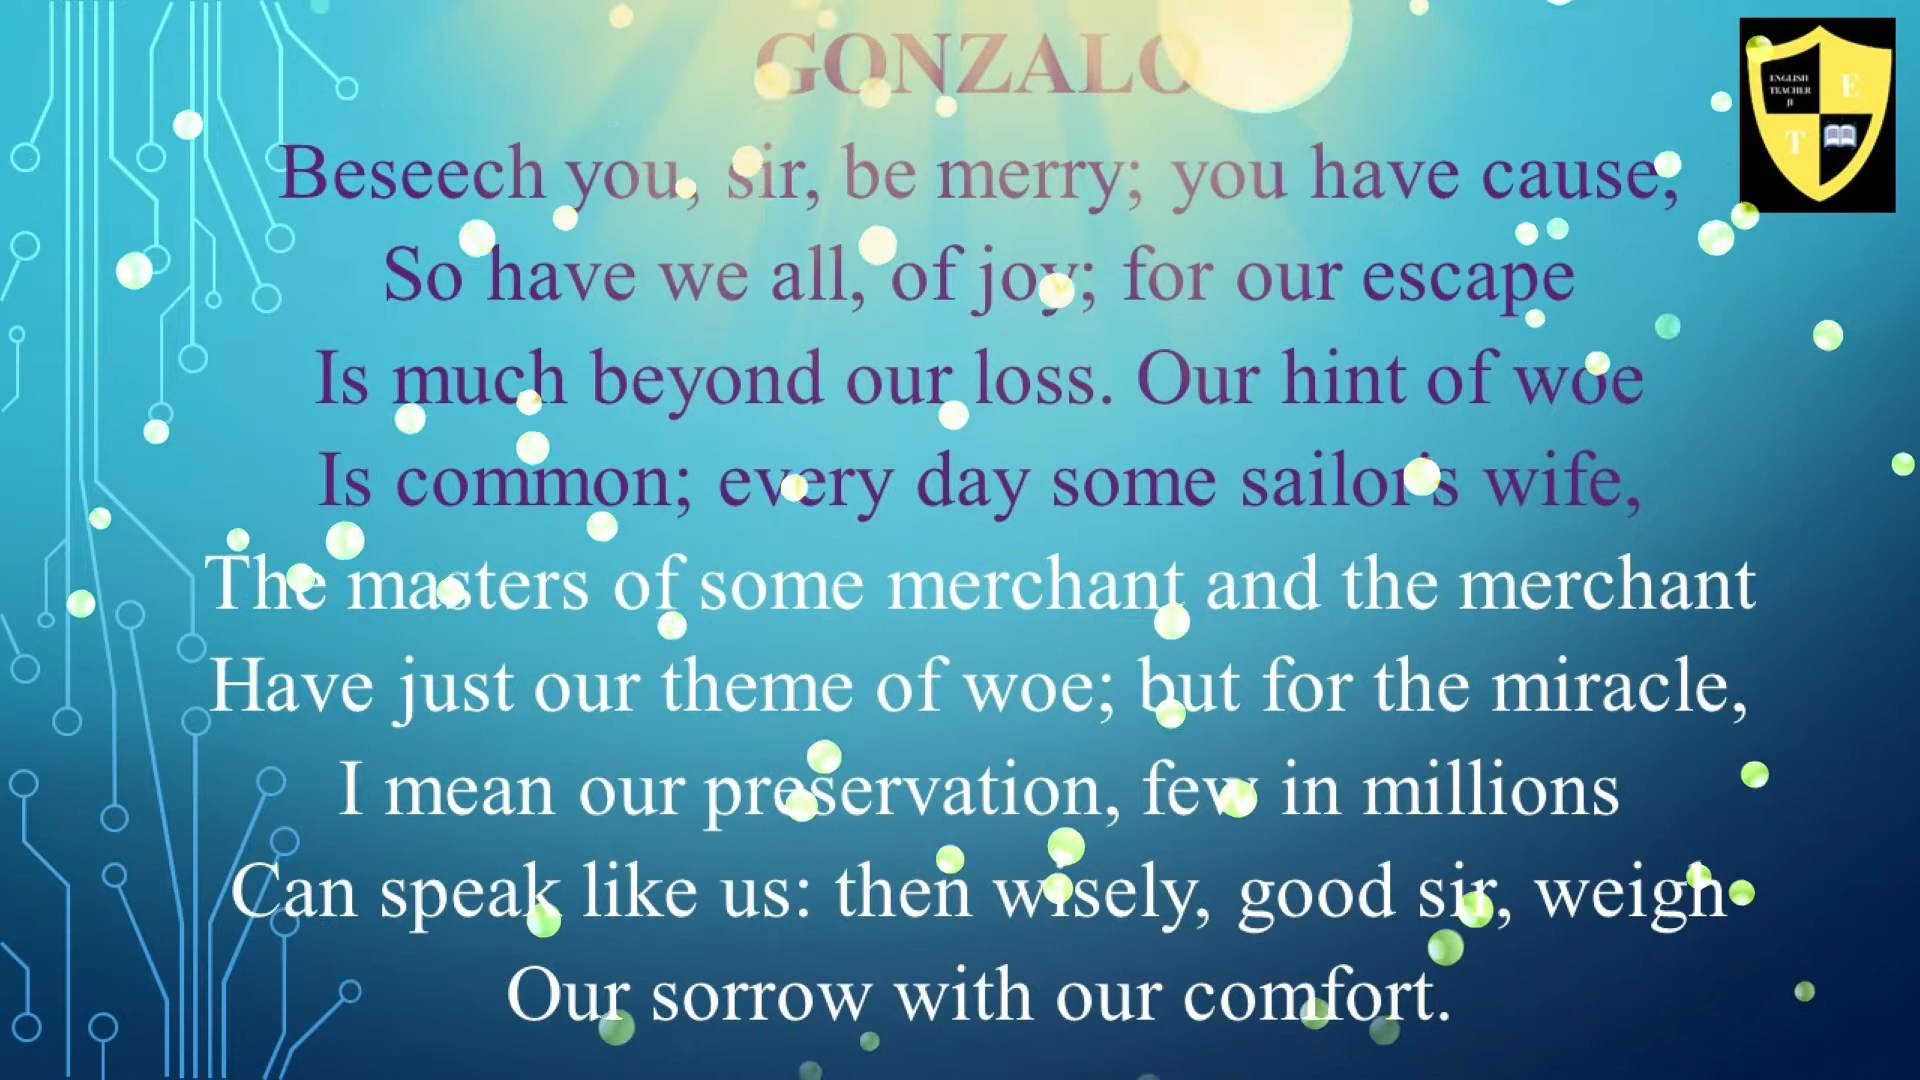 GONZALO
Beseech you, sir, be merry; you have cause,
So have we all, of joy; for our escape
Is much beyond our loss. Our hint of woe
Is common; every day some sailor's wife,
The masters of some merchant and the merchant
Have just our theme of woe; but for the miracle,
I mean our preservation, few in millions
Can speak like us: then wisely, good sir, weigh
Our sorrow with our comfort.
ENGLISH
TEACHER
JI
E
T